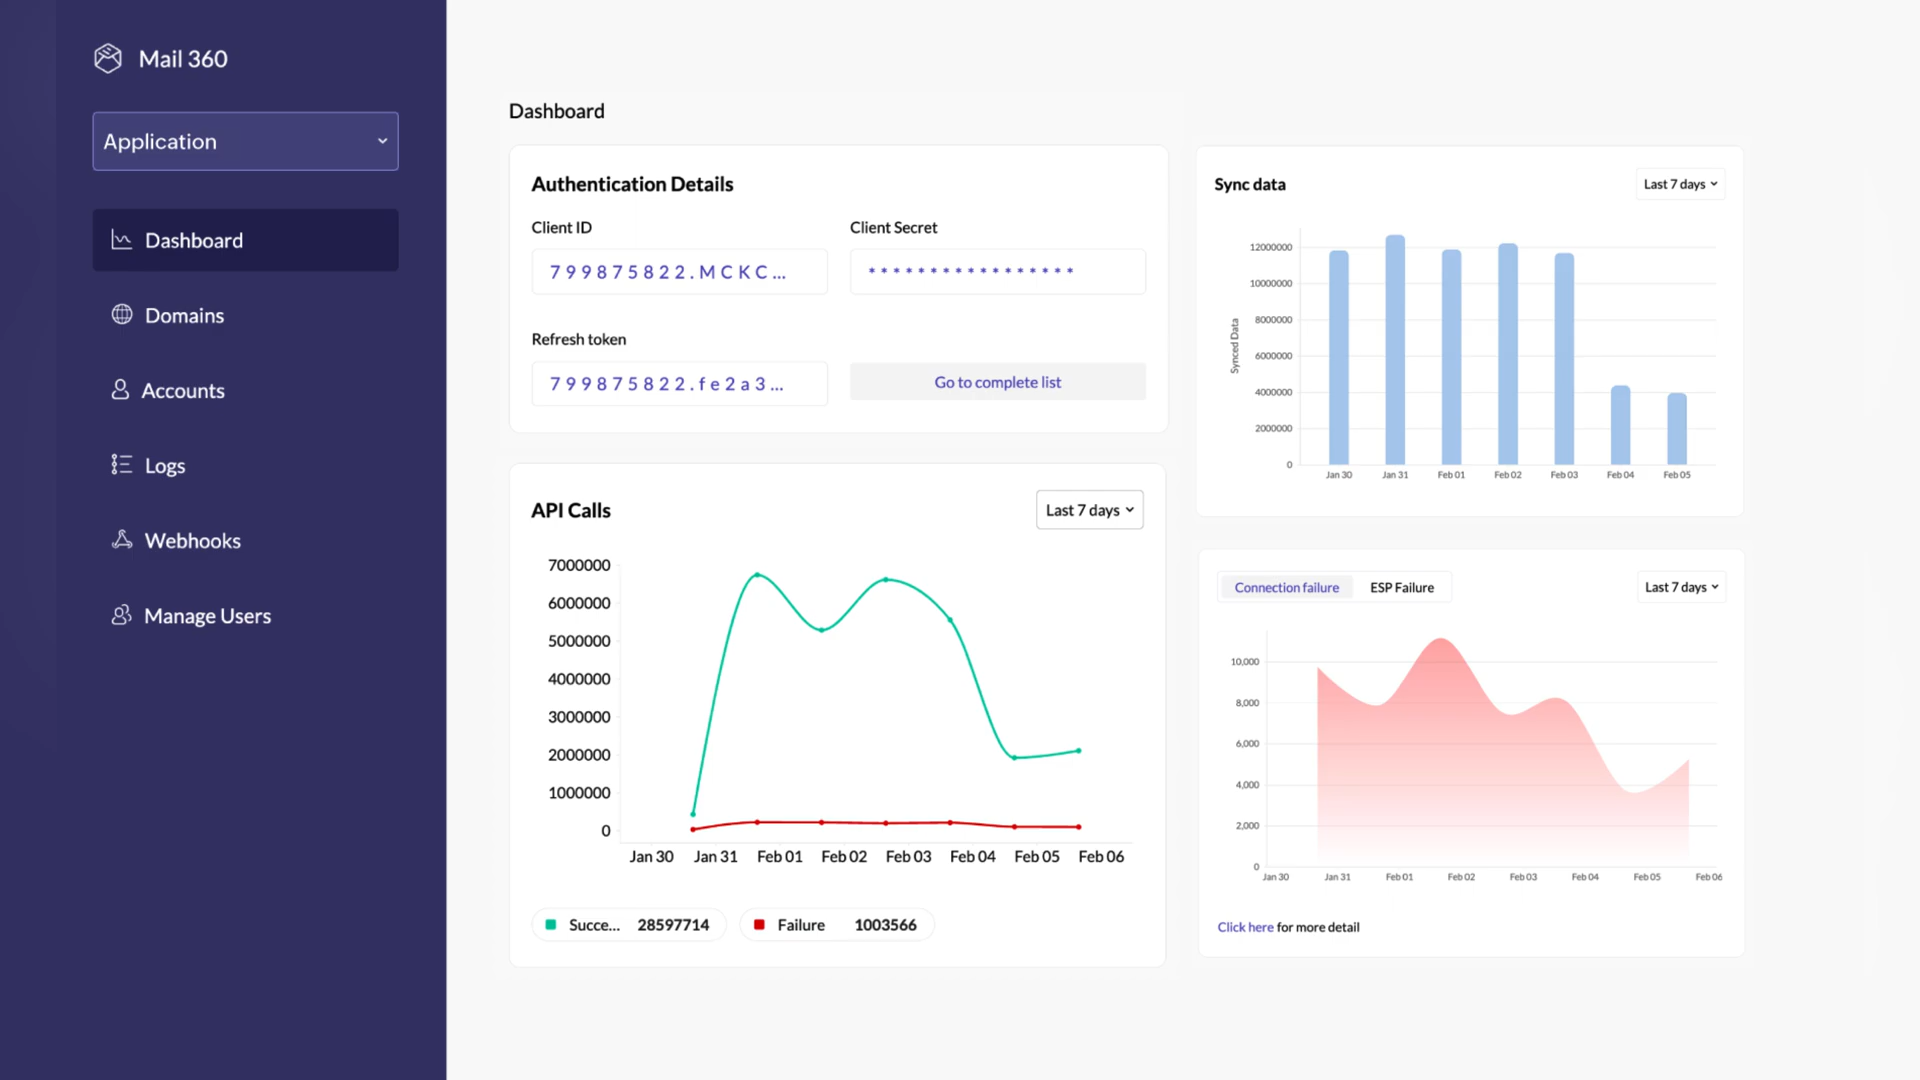 Mail 360
Application
Dashboard
Domains
Accounts
Logs
Webhooks
Manage Users
Dashboard
Authentication Details
Client ID
Client Secret
799875822.MCKC...
*****************
Refresh token
799875822.fe2a3...
Go to complete list
API Calls
Last 7 days
7000000
6000000
5000000
4000000
3000000
2000000
1000000
0
Jan 30 Jan 31 Feb 01 Feb 02 Feb 03 Feb 04 Feb 05 Feb 06
Succe... 28597714
Failure 1003566
Sync data
Last 7 days
Synced Data
12000000
10000000
8000000
6000000
4000000
2000000
0
Jan 30 Jan 31 Feb 01 Feb 02 Feb 03 Feb 04 Feb 05
Connection failure ESP Failure
Last 7 days
10,000
8,000
6,000
4,000
2,000
0
Jan 30 Jan 31 Feb 01 Feb 02 Feb 03 Feb 04 Feb 05 Feb 06
Click here for more detail